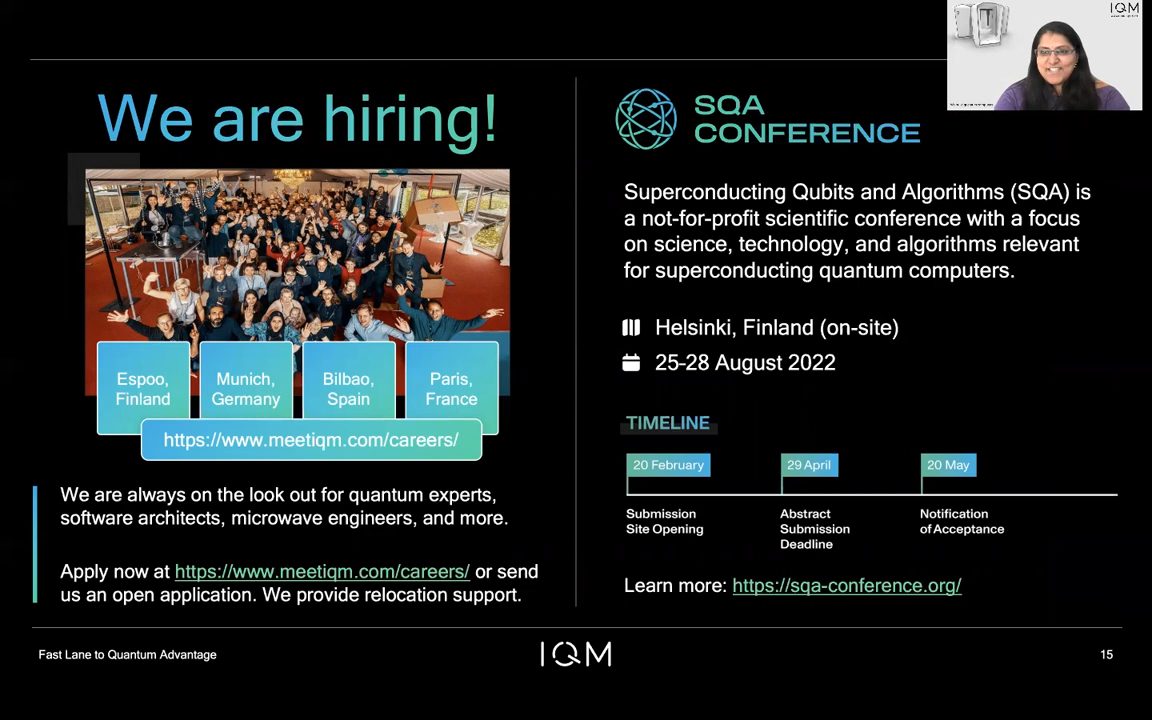 IQM
We are hiring!
Espoo,
Finland
Munich,
Germany
Bilbao,
Spain
Paris,
France
https://www.meetiqm.com/careers/
We are always on the look out for quantum experts,
software architects, microwave engineers, and more.
Apply now at https://www.meetiqm.com/careers/ or send
us an open application. We provide relocation support.
SQA
CONFERENCE
Superconducting Qubits and Algorithms (SQA) is
a not-for-profit scientific conference with a focus
on science, technology, and algorithms relevant
for superconducting quantum computers.
Helsinki, Finland (on-site)
25-28 August 2022
TIMELINE
20 February
29 April
20 May
Submission
Site Opening
Abstract
Submission
Deadline
Notification
of Acceptance
Learn more: https://sqa-conference.org/
Fast Lane to Quantum Advantage
IQM
15